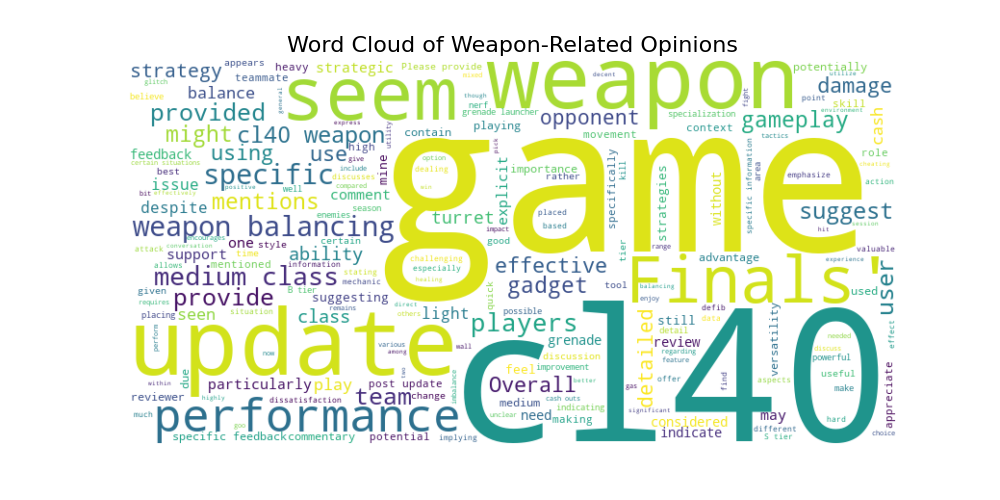 Word Cloud of Weapon-Related Opinions
game
cl40
weapon
update
seem
performance
Finals'
weapon balancing
specific
medium class
cl40 weapon
provide
provided
mentions
might
using
use
strategy
balance
appears
teammate
heavy
strategic
Please provide
grenade launcher
playing
opponent
movement
specialization
context
potentially
damage
skill
gameplay
cash
role
action
feedback
issue
despite
support
one
style
time
mentioned
ability
certain
comment
contain
high
mine
best
well
include
give
option
dealing
win
turret
explicit
importance
rather
specifically
kill
strategies
without
specific information
area
emphasize
suggest
advantage
valuable
experience
hit
used
user
effective
gadget
tool
placed
based
tier
range
good
impact
quick
challenging
especially
healing
enemies
season
compared
discusses
positive
certain situations
bit
effectively
attack
conversation
encourages
allows
stating
information
mechanic
suggesting
B tier
given
requires
situation
remains
direct
others
light
class
seen
placing
players
possible
grenade
discussion
improvement
feel
Overall
better
cash outs
medium
need
unclear
indicating
making
detailed
still
detail
review
regarding
feature
defib
data
offer
find
gas
significant
considered
indicate
may
different
S tier
versatility
aspects
discuss
needed
powerful
useful
make
hard
choice
appreciate
effect
enjoy
balancing
team
change
post update
play
particularly
due
reviewer
dissatisfaction
various
among
wall
imbalance
now
perform
within
highly
much
goo
specific feedback
commentary
potential
implying
two
glitch
believe
general
express
utility
nerf
though
mixed
decent
pick
fight
point
utilize
environment
tactics
cheating
session